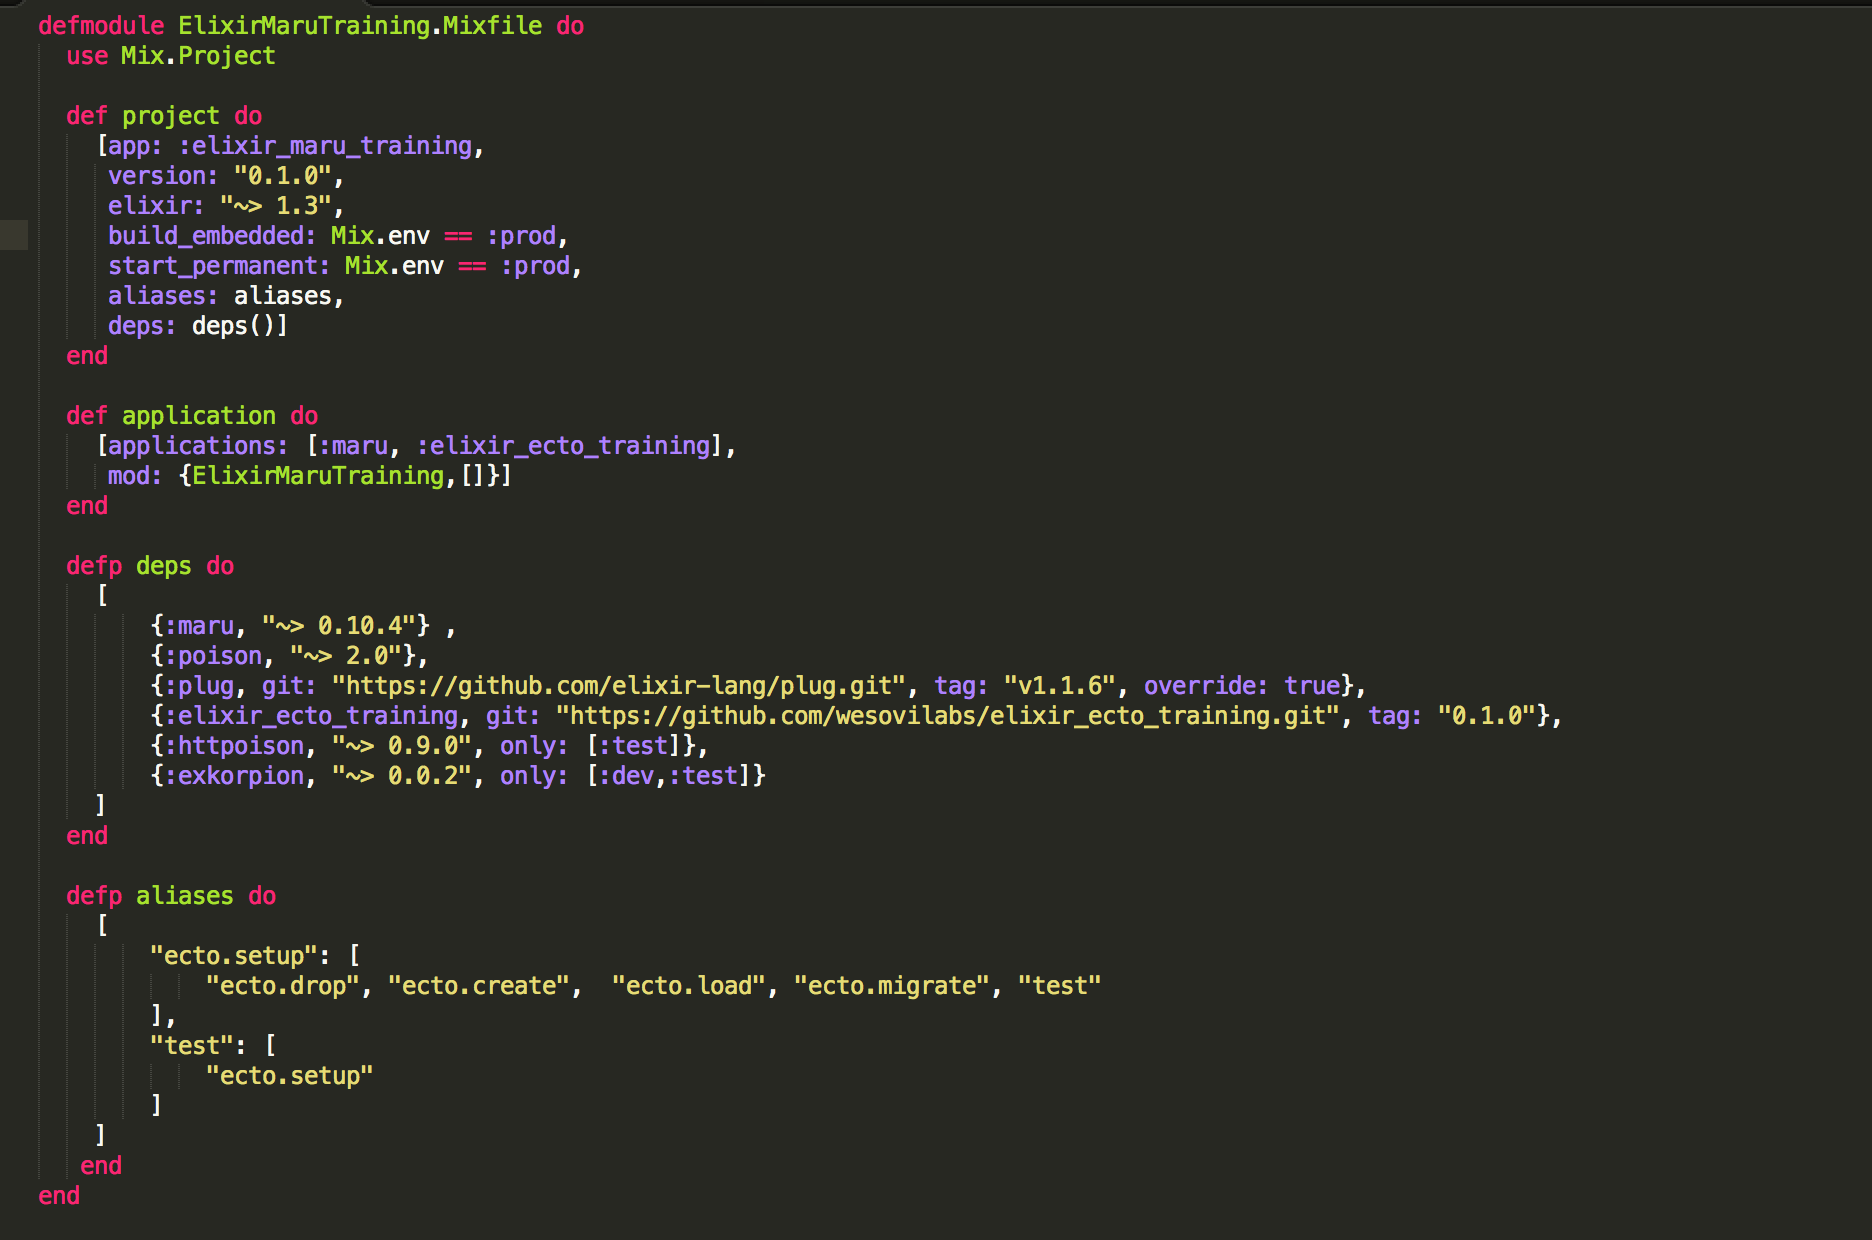 defmodule ElixirMaruTraining.Mixfile do
  use Mix.Project

  def project do
    [app: :elixir_maru_training,
     version: "0.1.0",
     elixir: "~> 1.3",
     build_embedded: Mix.env == :prod,
     start_permanent: Mix.env == :prod,
     aliases: aliases,
     deps: deps()]
  end

  def application do
    [applications: [:maru, :elixir_ecto_training],
     mod: {ElixirMaruTraining,[]}]
  end

  defp deps do
    [
        {:maru, "~> 0.10.4"} ,
        {:poison, "~> 2.0"},
        {:plug, git: "https://github.com/elixir-lang/plug.git", tag: "v1.1.6", override: true},
        {:elixir_ecto_training, git: "https://github.com/wesovilabs/elixir_ecto_training.git", tag: "0.1.0"},
        {:httpoison, "~> 0.9.0", only: [:test]},
        {:exkorpion, "~> 0.0.2", only: [:dev,:test]}
    ]
  end

  defp aliases do
    [
        "ecto.setup": [
            "ecto.drop", "ecto.create",  "ecto.load", "ecto.migrate", "test"
        ],
        "test": [
            "ecto.setup"
        ]
    ]
   end
end